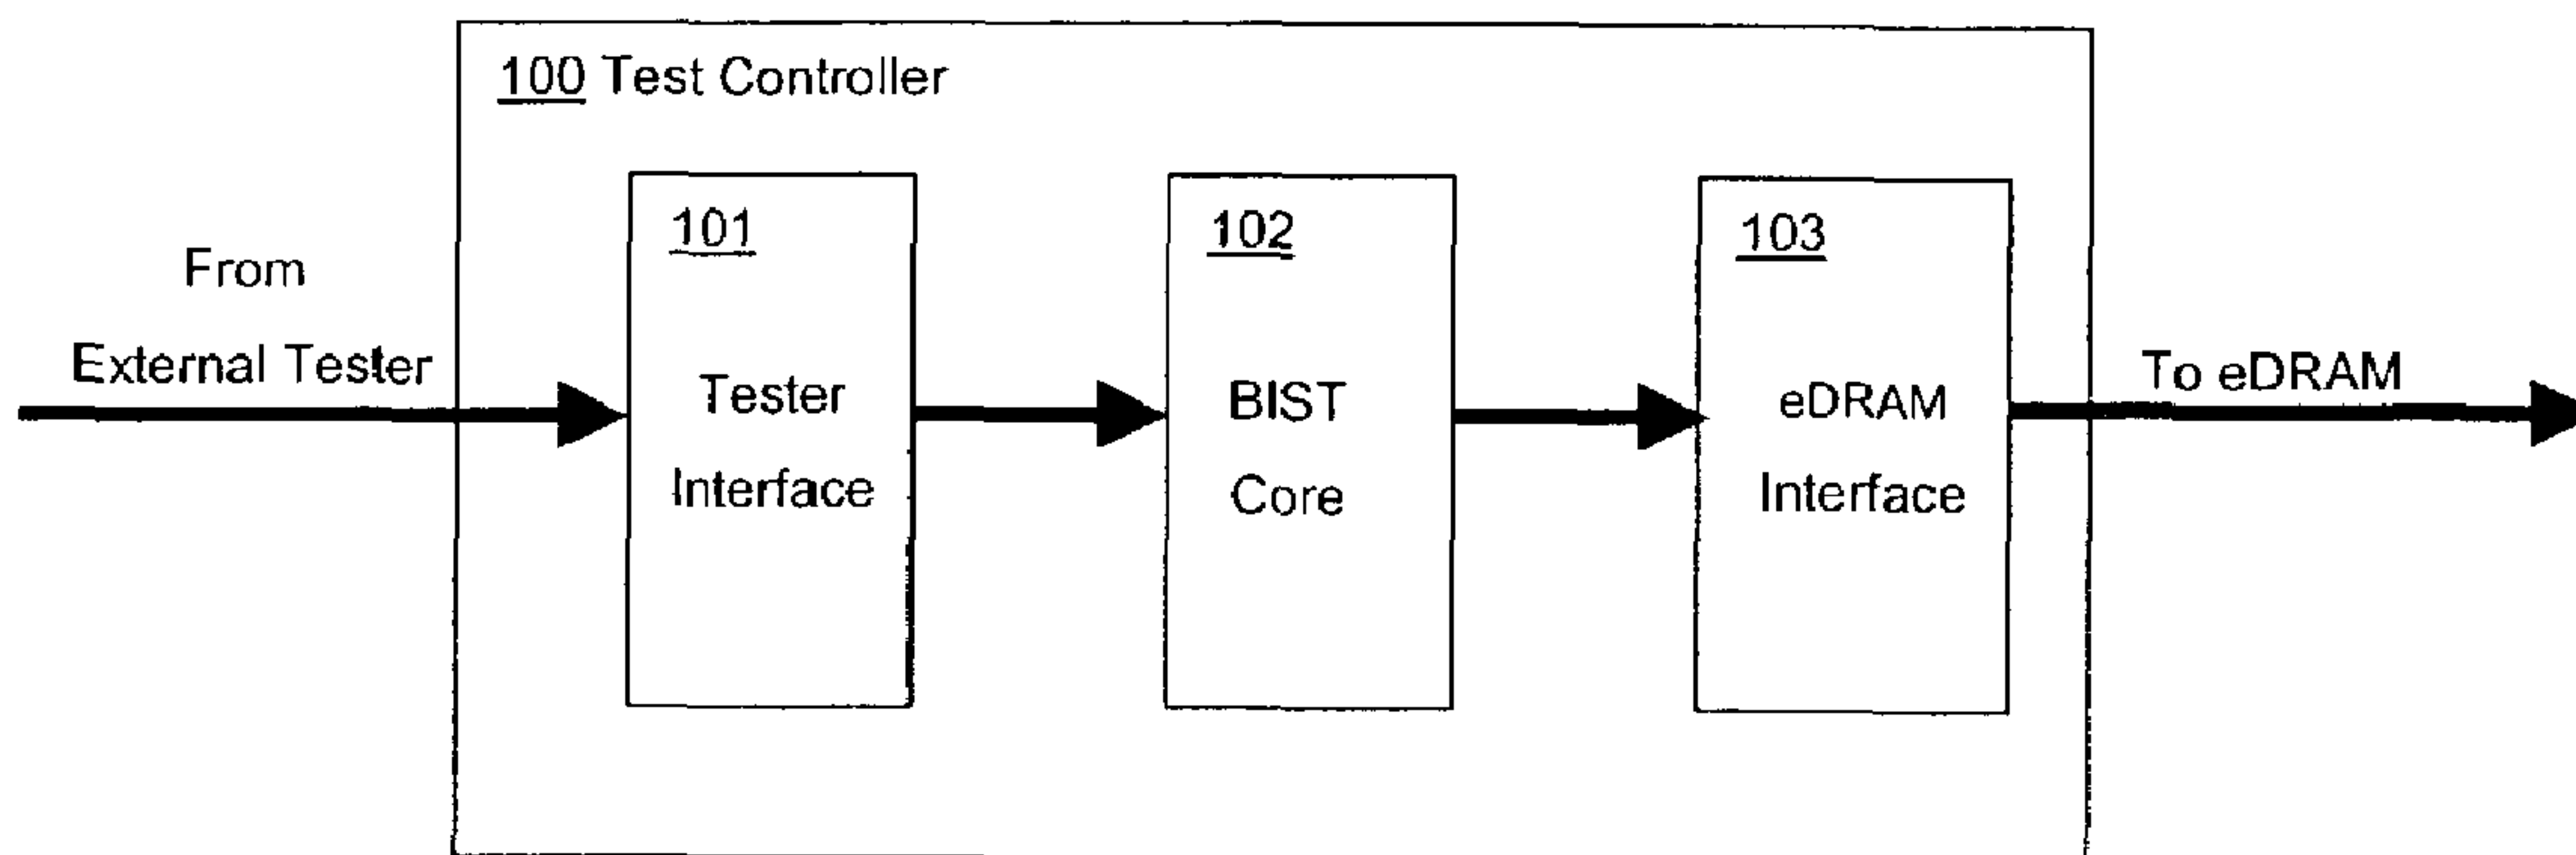 100 Test Controller
From
External Tester
101
Tester
Interface
102
BIST
Core
103
eDRAM
Interface
To eDRAM